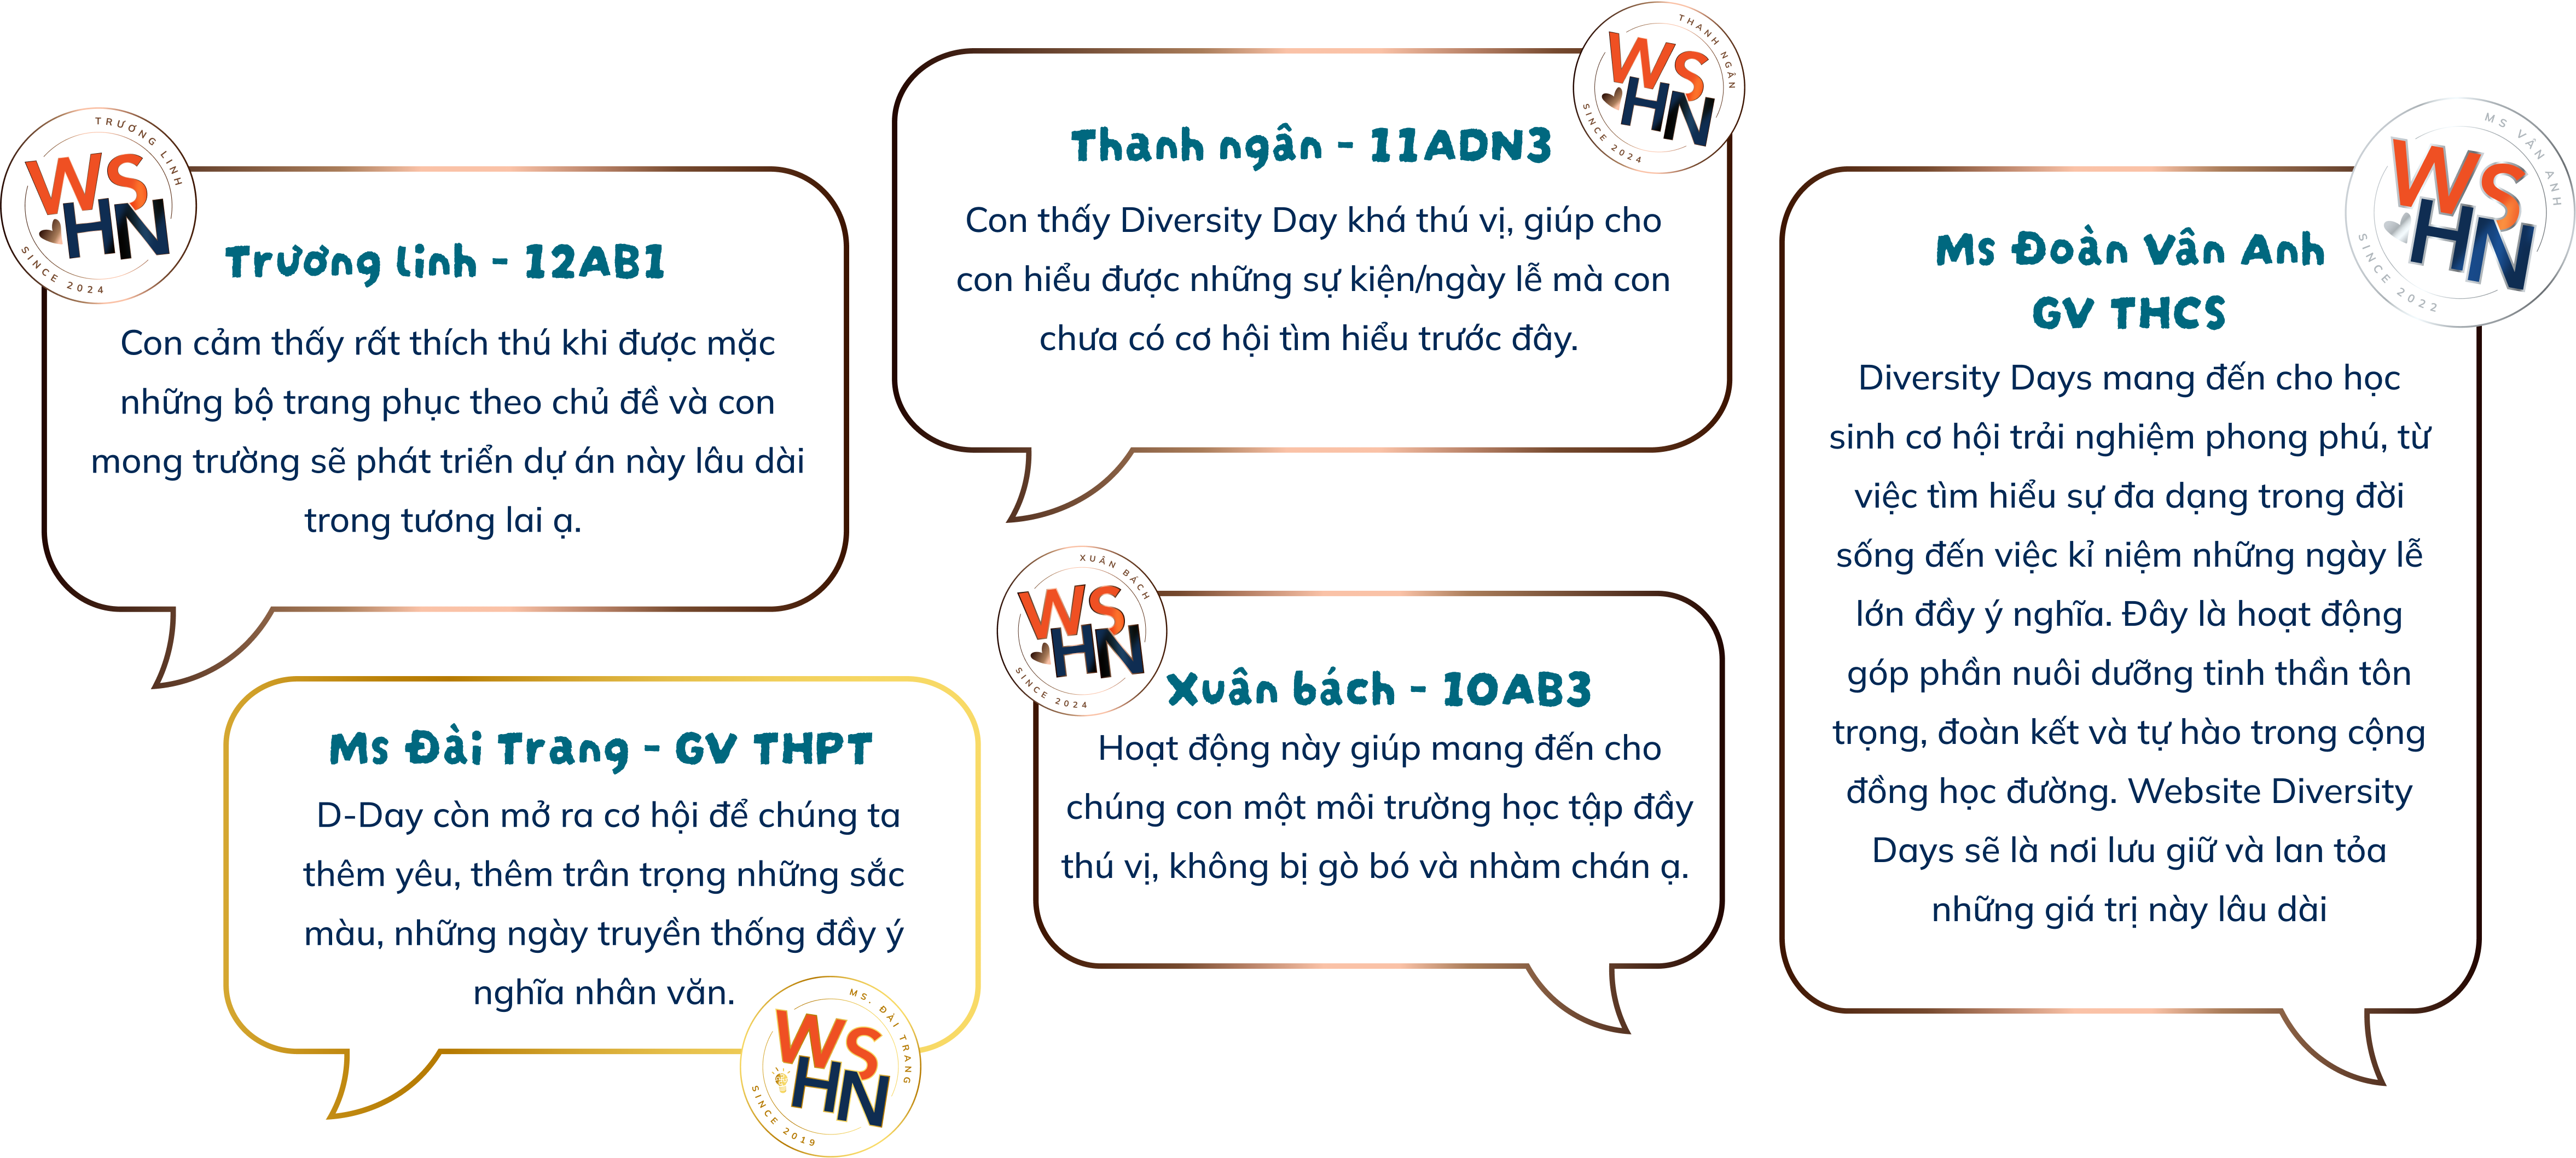 TRƯƠNG LINH
WS
HN
SINCE 2024
Trương Linh - 12AB1
Con cảm thấy rất thích thú khi được mặc
những bộ trang phục theo chủ đề và con
mong trường sẽ phát triển dự án này lâu dài
trong tương lai ạ.
THANH NGÂN
WS
HN
SINCE 2024
Thanh ngân - 11ADN3
Con thấy Diversity Day khá thú vị, giúp cho
con hiểu được những sự kiện/ngày lễ mà con
chưa có cơ hội tìm hiểu trước đây.
Ms Đài Trang - GV THPT
D-Day còn mở ra cơ hội để chúng ta
thêm yêu, thêm trân trọng những sắc
màu, những ngày truyền thống đầy ý
nghĩa nhân văn.
MS. ĐÀI TRANG
WS
HN
SINCE 2019
XUÂN BÁCH
WS
HN
SINCE 2024
Xuân bách - 10AB3
Hoạt động này giúp mang đến cho
chúng con một môi trường học tập đầy
thú vị, không bị gò bó và nhàm chán ạ.
MS VÂN ANH
WS
HN
SINCE 2022
Ms Đoàn Vân Anh
GV THCS
Diversity Days mang đến cho học
sinh cơ hội trải nghiệm phong phú, từ
việc tìm hiểu sự đa dạng trong đời
sống đến việc kỉ niệm những ngày lễ
lớn đầy ý nghĩa. Đây là hoạt động
góp phần nuôi dưỡng tinh thần tôn
trọng, đoàn kết và tự hào trong cộng
đồng học đường. Website Diversity
Days sẽ là nơi lưu giữ và lan tỏa
những giá trị này lâu dài